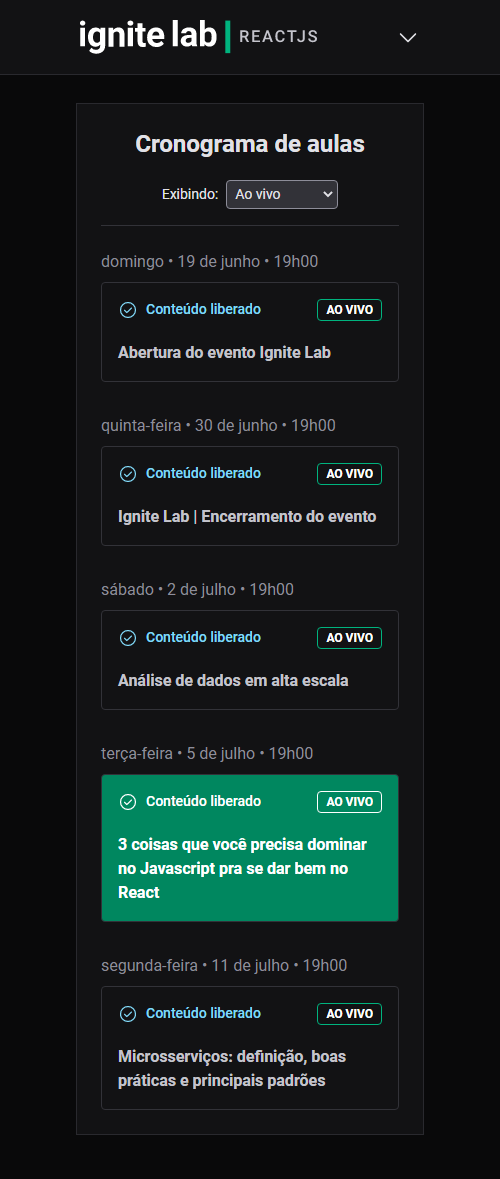 ignite lab | REACTJS
Cronograma de aulas
Exibindo: Ao vivo
domingo • 19 de junho • 19h00
Conteúdo liberado AO VIVO
Abertura do evento Ignite Lab
quinta-feira • 30 de junho • 19h00
Conteúdo liberado AO VIVO
Ignite Lab | Encerramento do evento
sábado • 2 de julho • 19h00
Conteúdo liberado AO VIVO
Análise de dados em alta escala
terça-feira • 5 de julho • 19h00
Conteúdo liberado AO VIVO
3 coisas que você precisa dominar
no Javascript pra se dar bem no
React
segunda-feira • 11 de julho • 19h00
Conteúdo liberado AO VIVO
Microsserviços: definição, boas
práticas e principais padrões